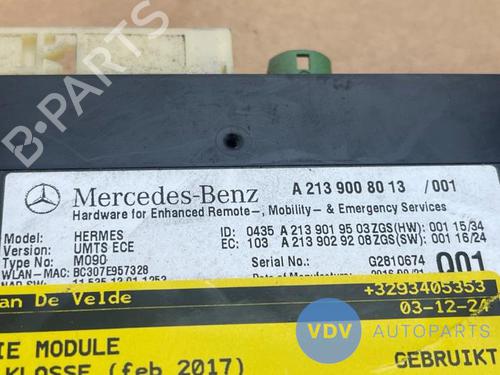 Mercedes-Benz A 213 900 80 13 /001
Hardware for Enhanced Remote-, Mobility- & Emergency Services
Model: HERMES ID: 0435 A 213 901 95 03 ZGS(HW): 001 15/34
Version: UMTS ECE EC: 103 A 213 902 92 08 ZGS(SW): 001 16/24
Type No: M090 Serial No: G2810674 001
WLAN-MAC: BC307E957328
an De Velde +3293405353
03-12-24
IE MODULE
KLOSSE (feb 2017) GEBRUIKT
VDV AUTOPARTS